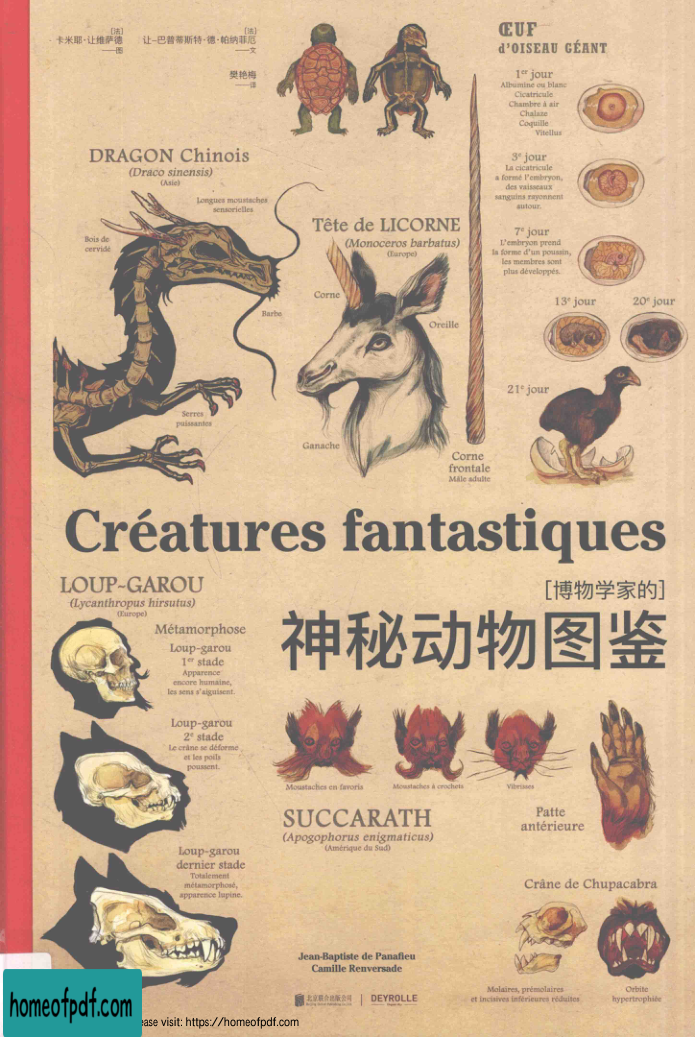 [法]
卡米耶·让维萨德
——图
[法]
让-巴普蒂斯特·德·帕纳菲厄
——文
樊艳梅
——译
ŒUF
d'OISEAU GÉANT
1er jour
Albumine ou blanc
Cicatricule
Chambre à air
Chalaze
Coquille
Vitellus
3e jour
La cicatricule
a formé l'embryon,
des vaisseaux
sanguins rayonnent
autour.
7e jour
L'embryon prend
la forme d'un poussin,
les membres sont
plus développés.
13e jour
20e jour
21e jour
DRAGON Chinois
(Draco sinensis)
(Asie)
Longues moustaches
sensorielles
Bois de
cervidé
Barbe
Serres
puissantes
Tête de LICORNE
(Monoceros barbatus)
(Europe)
Corne
Oreille
Ganache
Corne
frontale
Mâle adulte
Créatures fantastiques
[博物学家的]
神秘动物图鉴
LOUP-GAROU
(Lycanthropus hirsutus)
(Europe)
Métamorphose
Loup-garou
1er stade
Apparence
encore humaine,
les sens s'aiguisent.
Loup-garou
2e stade
Le crâne se déforme
et les poils
poussent.
Loup-garou
dernier stade
Totalement
métamorphosé,
apparence lupine.
Moustaches en favoris
Moustaches à crochets
Vibrisses
SUCCARATH
(Apogophorus enigmaticus)
(Amérique du Sud)
Patte
antérieure
Crâne de Chupacabra
Molaires, prémolaires
et incisives inférieures réduites
Orbite
hypertrophiée
Jean-Baptiste de Panafieu
Camille Renversade
北京联合出版公司
DEYROLLE
homeofpdf.com
ease visit: https://homeofpdf.com